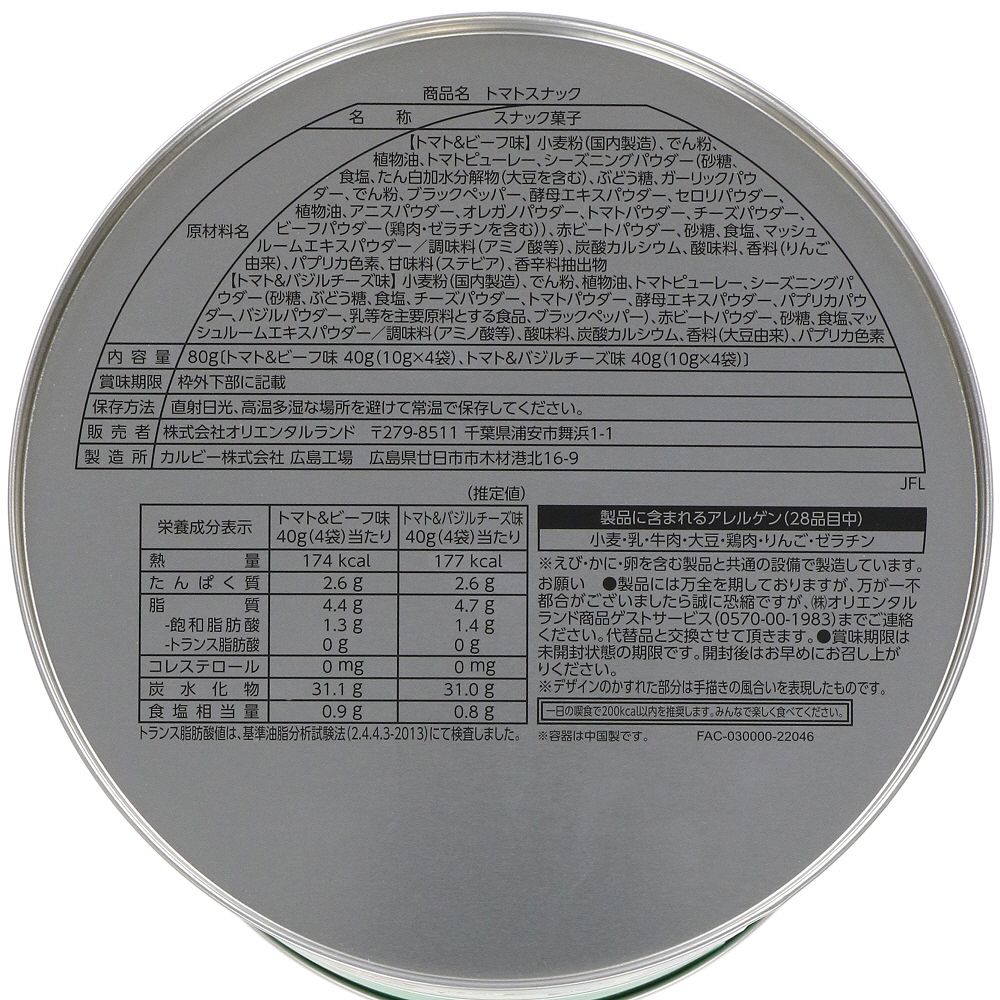 商品名 トマトスナック
名称 スナック菓子
【トマト&ビーフ味】小麦粉(国内製造)、でん粉、
植物油、トマトピューレー、シーズニングパウダー(砂糖、
食塩、たん白加水分解物(大豆を含む)、ぶどう糖、ガーリックパウ
ダー、でん粉、ブラックペッパー、酵母エキスパウダー、セロリパウダー、
植物油、アニスパウダー、オレガノパウダー、トマトパウダー、チーズパウダー、
原材料名 ビーフパウダー(鶏肉・ゼラチンを含む))、赤ビートパウダー、砂糖、食塩、マッシュ
ルームエキスパウダー/調味料(アミノ酸等)、炭酸カルシウム、酸味料、香料(りんご
由来)、パプリカ色素、甘味料(ステビア)、香辛料抽出物
【トマト&バジルチーズ味】小麦粉(国内製造)、でん粉、植物油、トマトピューレー、シーズニングパ
ウダー(砂糖、ぶどう糖、食塩、チーズパウダー、トマトパウダー、酵母エキスパウダー、パプリカパウ
ダー、バジルパウダー、乳等を主要原料とする食品、ブラックペッパー)、赤ビートパウダー、砂糖、食塩、マッ
シュルームエキスパウダー/調味料(アミノ酸等)、酸味料、炭酸カルシウム、香料(大豆由来)、パプリカ色素
内容量 80g[トマト&ビーフ味 40g(10g×4袋)、トマト&バジルチーズ味 40g(10g×4袋)]
賞味期限 枠外下部に記載
保存方法 直射日光、高温多湿な場所を避けて常温で保存してください。
販売者 株式会社オリエンタルランド 〒279-8511 千葉県浦安市舞浜1-1
製造所 カルビー株式会社 広島工場 広島県廿日市市木材港北16-9
JFL
(推定値)
栄養成分表示 トマト&ビーフ味 40g(4袋)当たり トマト&バジルチーズ味 40g(4袋)当たり
熱量 174 kcal 177 kcal
たんぱく質 2.6 g 2.6 g
脂質 4.4 g 4.7 g
-飽和脂肪酸 1.3 g 1.4 g
-トランス脂肪酸 0 g 0 g
コレステロール 0 mg 0 mg
炭水化物 31.1 g 31.0 g
食塩相当量 0.9 g 0.8 g
トランス脂肪酸値は、基準油脂分析試験法(2.4.4.3-2013)にて検査しました。
製品に含まれるアレルゲン(28品目中)
小麦・乳・牛肉・大豆・鶏肉・りんご・ゼラチン
※えび・かに・卵を含む製品と共通の設備で製造しています。
お願い ●製品には万全を期しておりますが、万が一不
都合がございましたら誠に恐縮ですが、㈱オリエンタル
ランド商品ゲストサービス(0570-00-1983)までご連絡
ください。代替品と交換させて頂きます。●賞味期限は
未開封状態の期限です。開封後はお早めにお召し上が
りください。
※デザインのかすれた部分は手描きの風合いを表現したものです。
一日の喫食で200kcal以内を推奨します。みんなで楽しく食べてください。
※容器は中国製です。 FAC-030000-22046